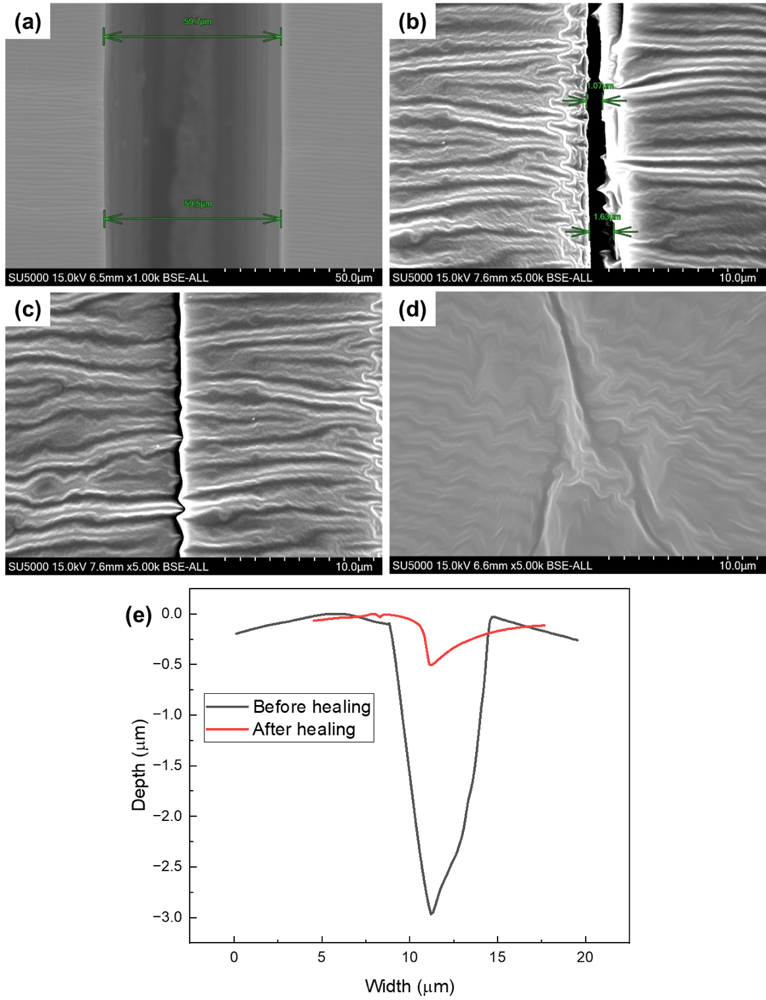 (a)
59.7μm
59.5μm
SU5000 15.0kV 6.5mm x1.00k BSE-ALL
50.0μm
(b)
1.07μm
1.63μm
SU5000 15.0kV 7.6mm x5.00k BSE-ALL
10.0μm
(c)
SU5000 15.0kV 7.6mm x5.00k BSE-ALL
10.0μm
(d)
SU5000 15.0kV 6.6mm x5.00k BSE-ALL
10.0μm
(e)
0.0
−0.5
−1.0
−1.5
−2.0
−2.5
−3.0
Depth (μm)
Before healing
After healing
0 5 10 15 20
Width (μm)